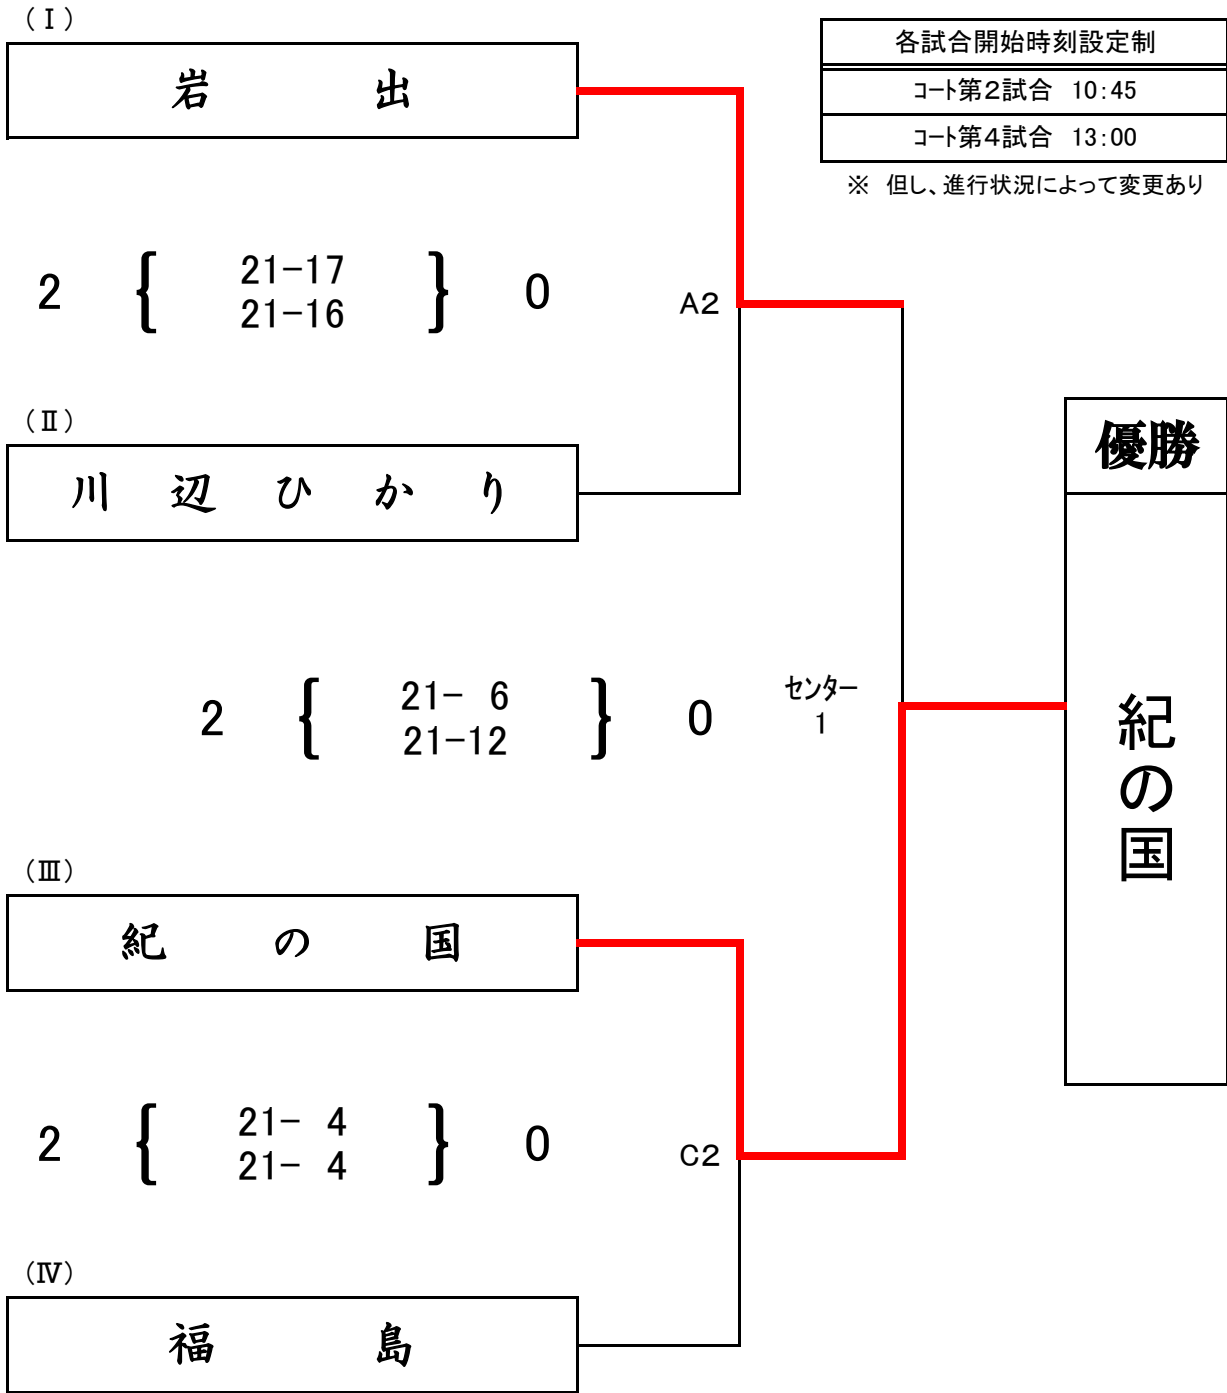 (Ⅰ)
岩出
各試合開始時刻設定制
コート第2試合 10:45
コート第4試合 13:00
※ 但し、進行状況によって変更あり
2 { 21-17 } 0
21-16
A2
(Ⅱ)
川辺ひかり
優勝
紀の国
2 { 21- 6 } 0
21-12
センター
1
(Ⅲ)
紀の国
2 { 21- 4 } 0
21- 4
C2
(Ⅳ)
福島